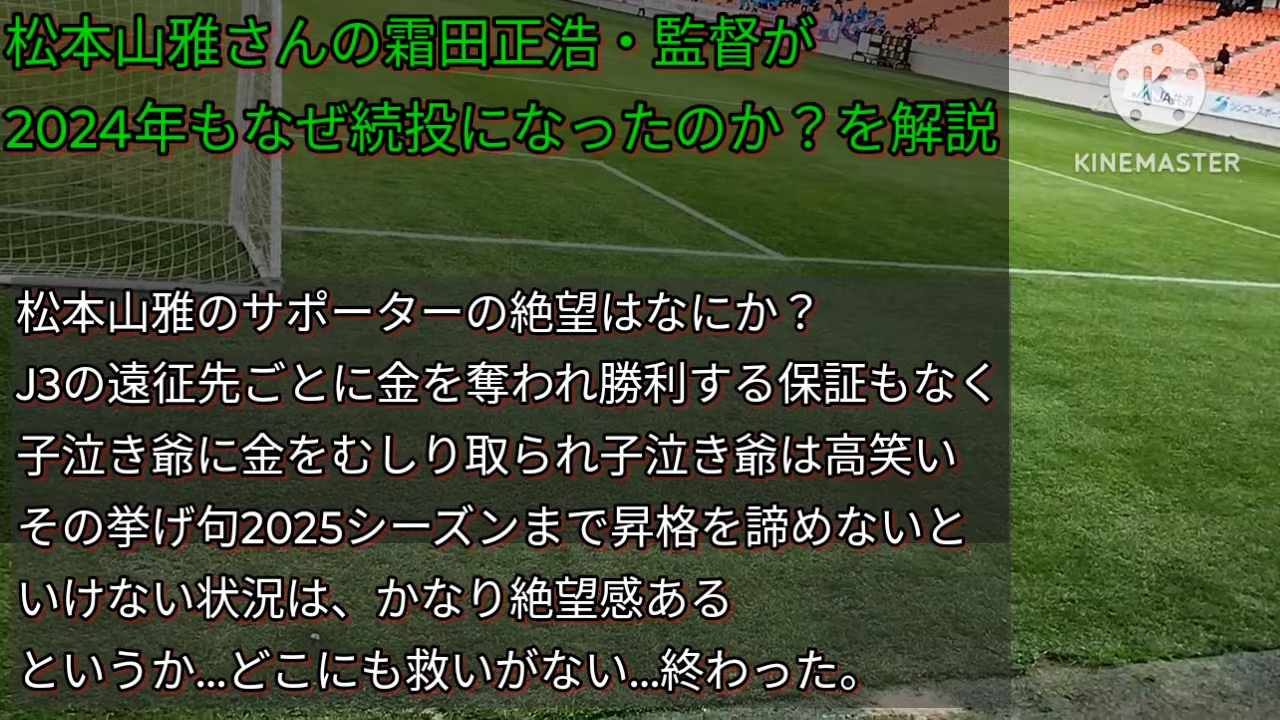 松本山雅さんの霜田正浩・監督が
2024年もなぜ続投になったのか？を解説
KINEMASTER
松本山雅のサポーターの絶望はなにか？
J3の遠征先ごとに金を奪われ勝利する保証もなく
子泣き爺に金をむしり取られ子泣き爺は高笑い
その挙げ句2025シーズンまで昇格を諦めないと
いけない状況は、かなり絶望感ある
というか...どこにも救いがない...終わった。